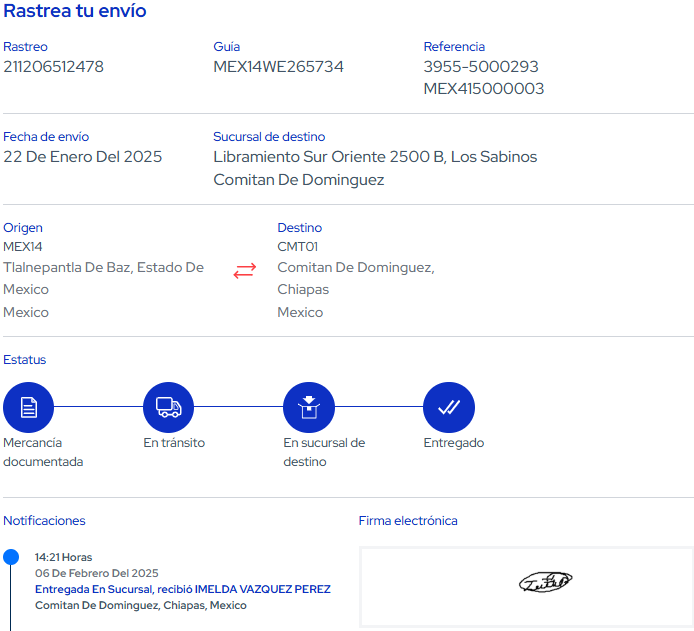 Rastrea tu envío
Rastreo
211206512478
Guía
MEX14WE265734
Referencia
3955-5000293
MEX415000003
Fecha de envío
22 De Enero Del 2025
Sucursal de destino
Libramiento Sur Oriente 2500 B, Los Sabinos
Comitan De Dominguez
Origen
MEX14
Tlalnepantla De Baz, Estado De
Mexico
Mexico
Destino
CMT01
Comitan De Dominguez,
Chiapas
Mexico
Estatus
Mercancía
documentada
En tránsito
En sucursal de
destino
Entregado
Notificaciones
14:21 Horas
06 De Febrero Del 2025
Entregada En Sucursal, recibió IMELDA VAZQUEZ PEREZ
Comitan De Dominguez, Chiapas, Mexico
Firma electrónica